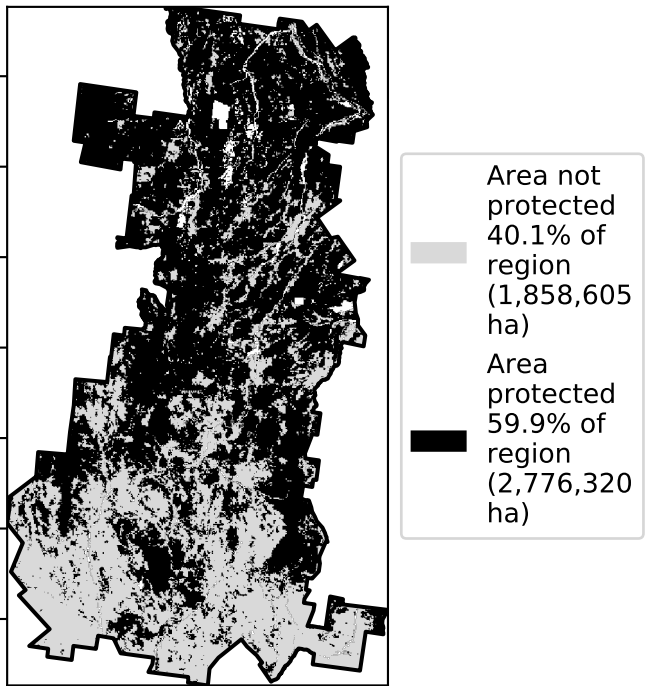 Area not
protected
40.1% of
region
(1,858,605
ha)
Area
protected
59.9% of
region
(2,776,320
ha)